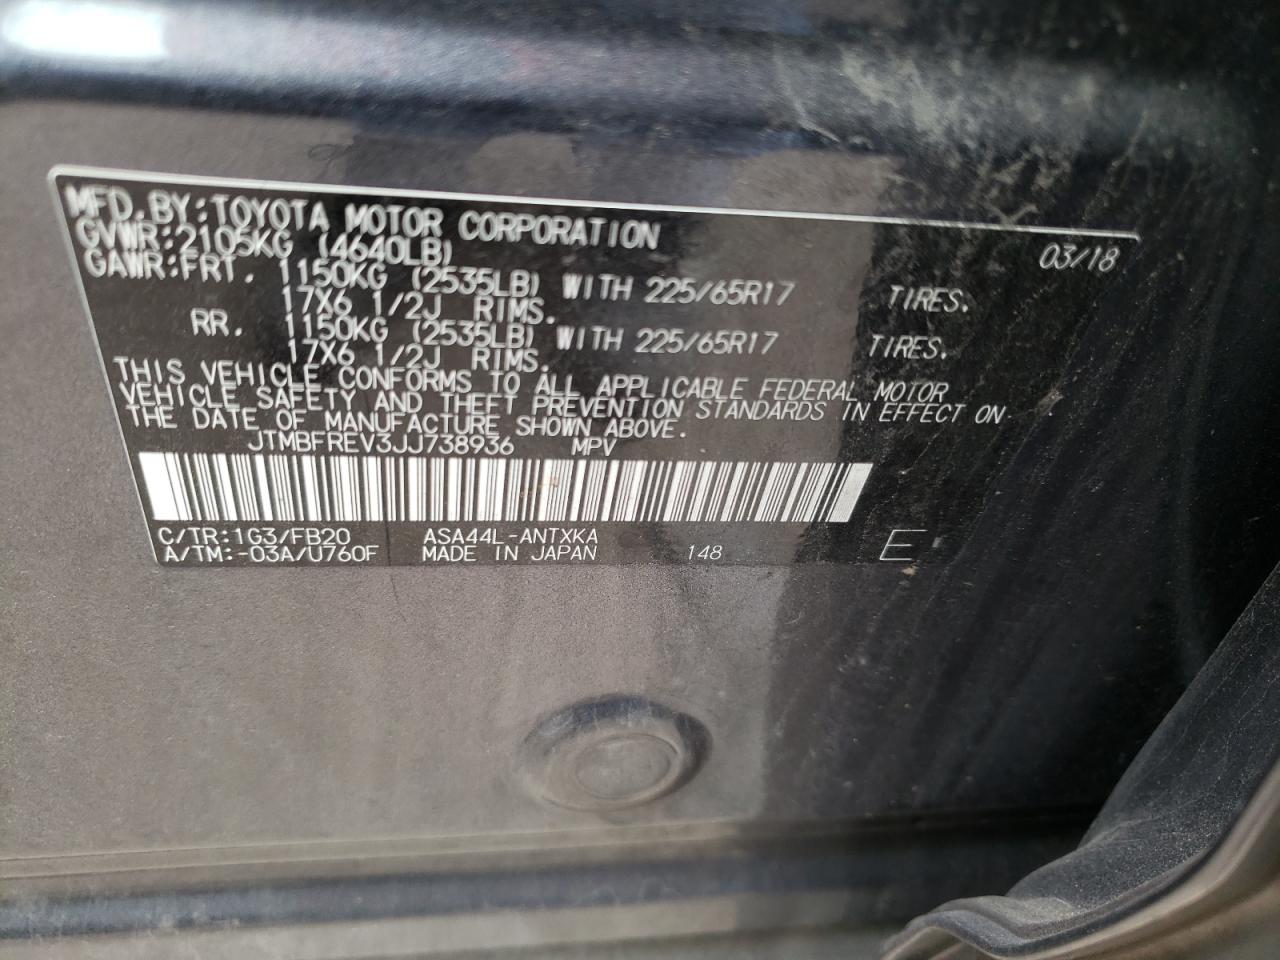 MFD.BY:TOYOTA MOTOR CORPORATION 03/18
GVWR:2105KG (4640LB)
GAWR:FRT. 1150KG (2535LB) WITH 225/65R17 TIRES.
17X6 1/2J RIMS.
RR. 1150KG (2535LB) WITH 225/65R17 TIRES.
17X6 1/2J RIMS.
THIS VEHICLE CONFORMS TO ALL APPLICABLE FEDERAL MOTOR
VEHICLE SAFETY AND THEFT PREVENTION STANDARDS IN EFFECT ON
THE DATE OF MANUFACTURE SHOWN ABOVE.
JTMBFREV3JJ738936 MPV
C/TR:1G3/FB20 ASA44L-ANTXKA
A/TM:-03A/U760F MADE IN JAPAN 148 E